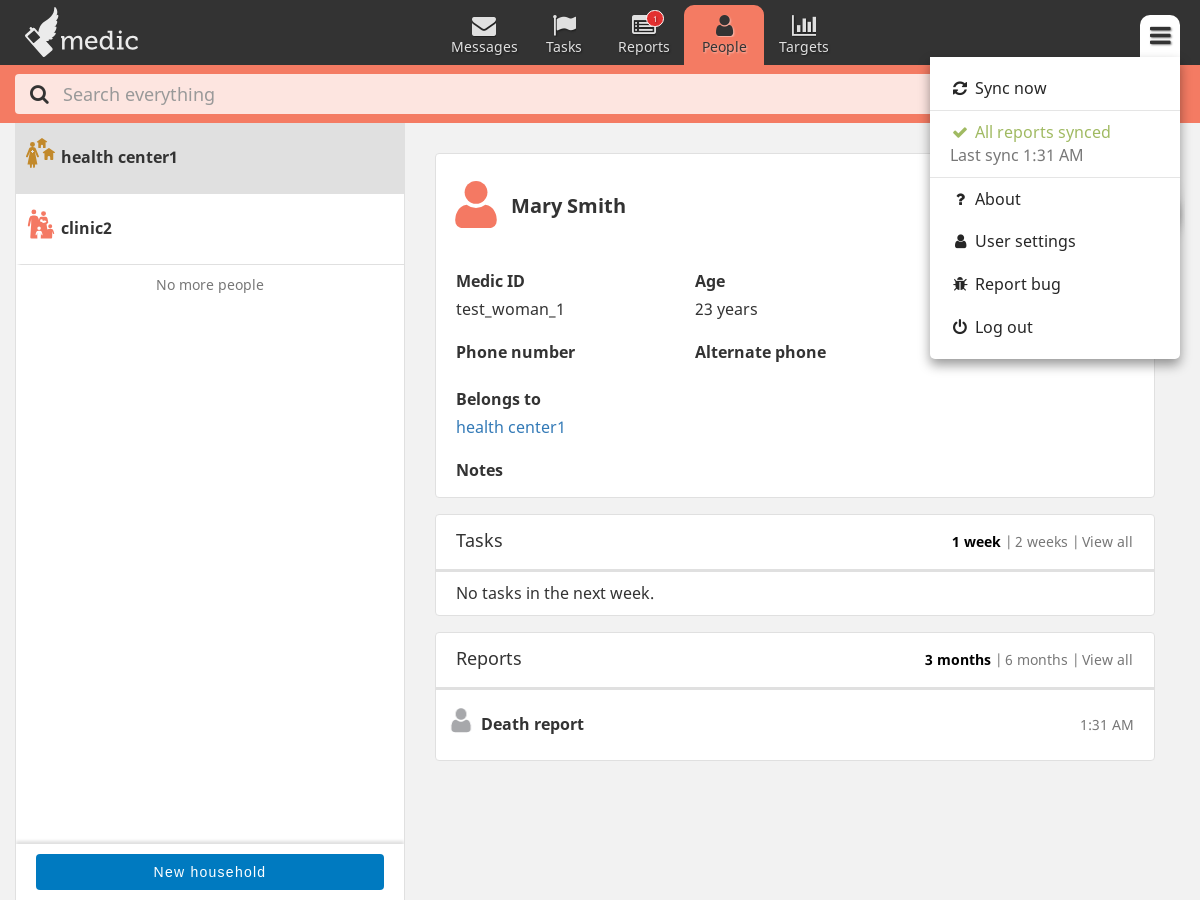 medic
Messages
Tasks
Reports
1
People
Targets
Search everything
Sync now
All reports synced
Last sync 1:31 AM
About
User settings
Report bug
Log out
health center1
clinic2
No more people
New household
Mary Smith
Medic ID
test_woman_1
Age
23 years
Phone number
Alternate phone
Belongs to
health center1
Notes
Tasks
1 week | 2 weeks | View all
No tasks in the next week.
Reports
3 months | 6 months | View all
Death report
1:31 AM